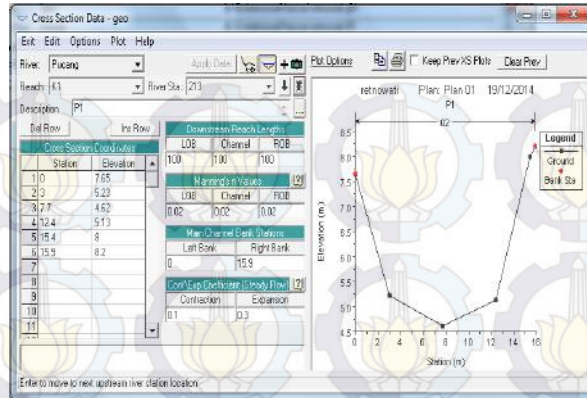 Cross Section Data - geo
Exit Edit Options Plot Help
River: Pucang
Apply Data
Plot Options
Keep Prev XS Plots
Clear Prev
Reach: K1
River Sta.: 213
Description P1
Del Row
Ins Row
Cross Section Coordinates
Station Elevation
1 0 7.65
2 3 5.23
3 7.7 4.62
4 12.4 5.13
5 15.4 8
6 15.9 8.2
7
8
9
10
11
Downstream Reach Lengths
LOB Channel ROB
100 100 100
Manning's n Values
LOB Channel ROB
0.02 0.02 0.02
Main Channel Bank Stations
Left Bank Right Bank
0 15.9
Cont\Exp Coefficient (Steady Flow)
Contraction Expansion
0.1 0.3
retnowati Plan: Plan 01 19/12/2014
P1
.02
Legend
Ground
Bank Sta
Elevation (m)
8.5
8.0
7.5
7.0
6.5
6.0
5.5
5.0
4.5
0 2 4 6 8 10 12 14 16
Station (m)
Enter to move to next upstream river station location